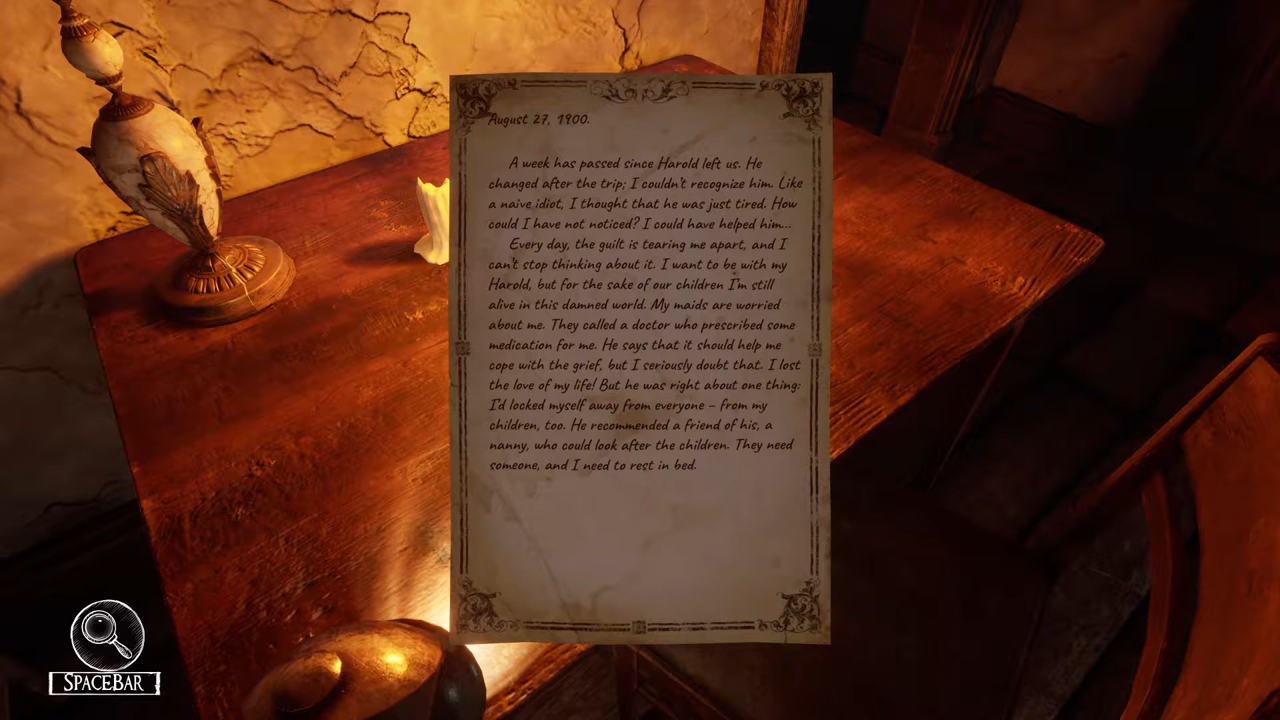 August 27, 1900.
A week has passed since Harold left us. He
changed after the trip; I couldn't recognize him. Like
a naive idiot, I thought that he was just tired. How
could I have not noticed? I could have helped him...
Every day, the guilt is tearing me apart, and I
can't stop thinking about it. I want to be with my
Harold, but for the sake of our children I'm still
alive in this damned world. My maids are worried
about me. They called a doctor who prescribed some
medication for me. He says that it should help me
cope with the grief, but I seriously doubt that. I lost
the love of my life! But he was right about one thing:
I'd locked myself away from everyone – from my
children, too. He recommended a friend of his, a
nanny, who could look after the children. They need
someone, and I need to rest in bed.
SPACEBAR